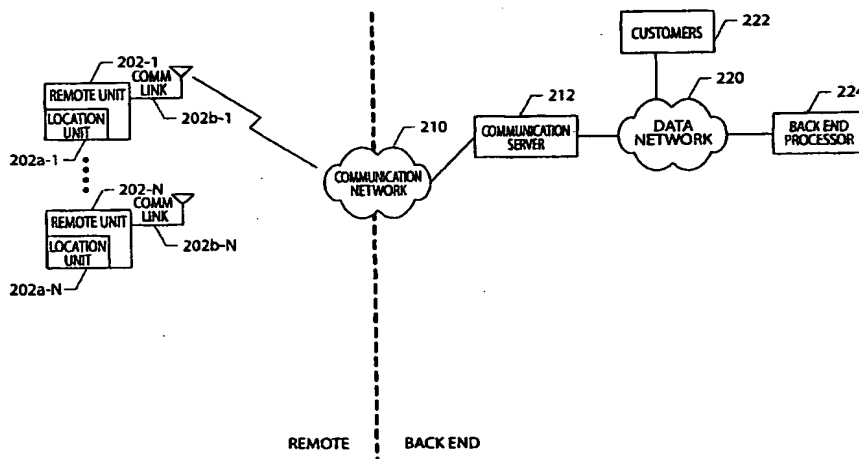 202-1
COMM
LINK
REMOTE UNIT
LOCATION
UNIT
202b-1
202a-1
202-N
COMM
LINK
REMOTE UNIT
LOCATION
UNIT
202b-N
202a-N
210
COMMUNICATION
NETWORK
212
COMMUNICATION
SERVER
CUSTOMERS
222
220
DATA
NETWORK
224
BACK END
PROCESSOR
REMOTE
BACK END